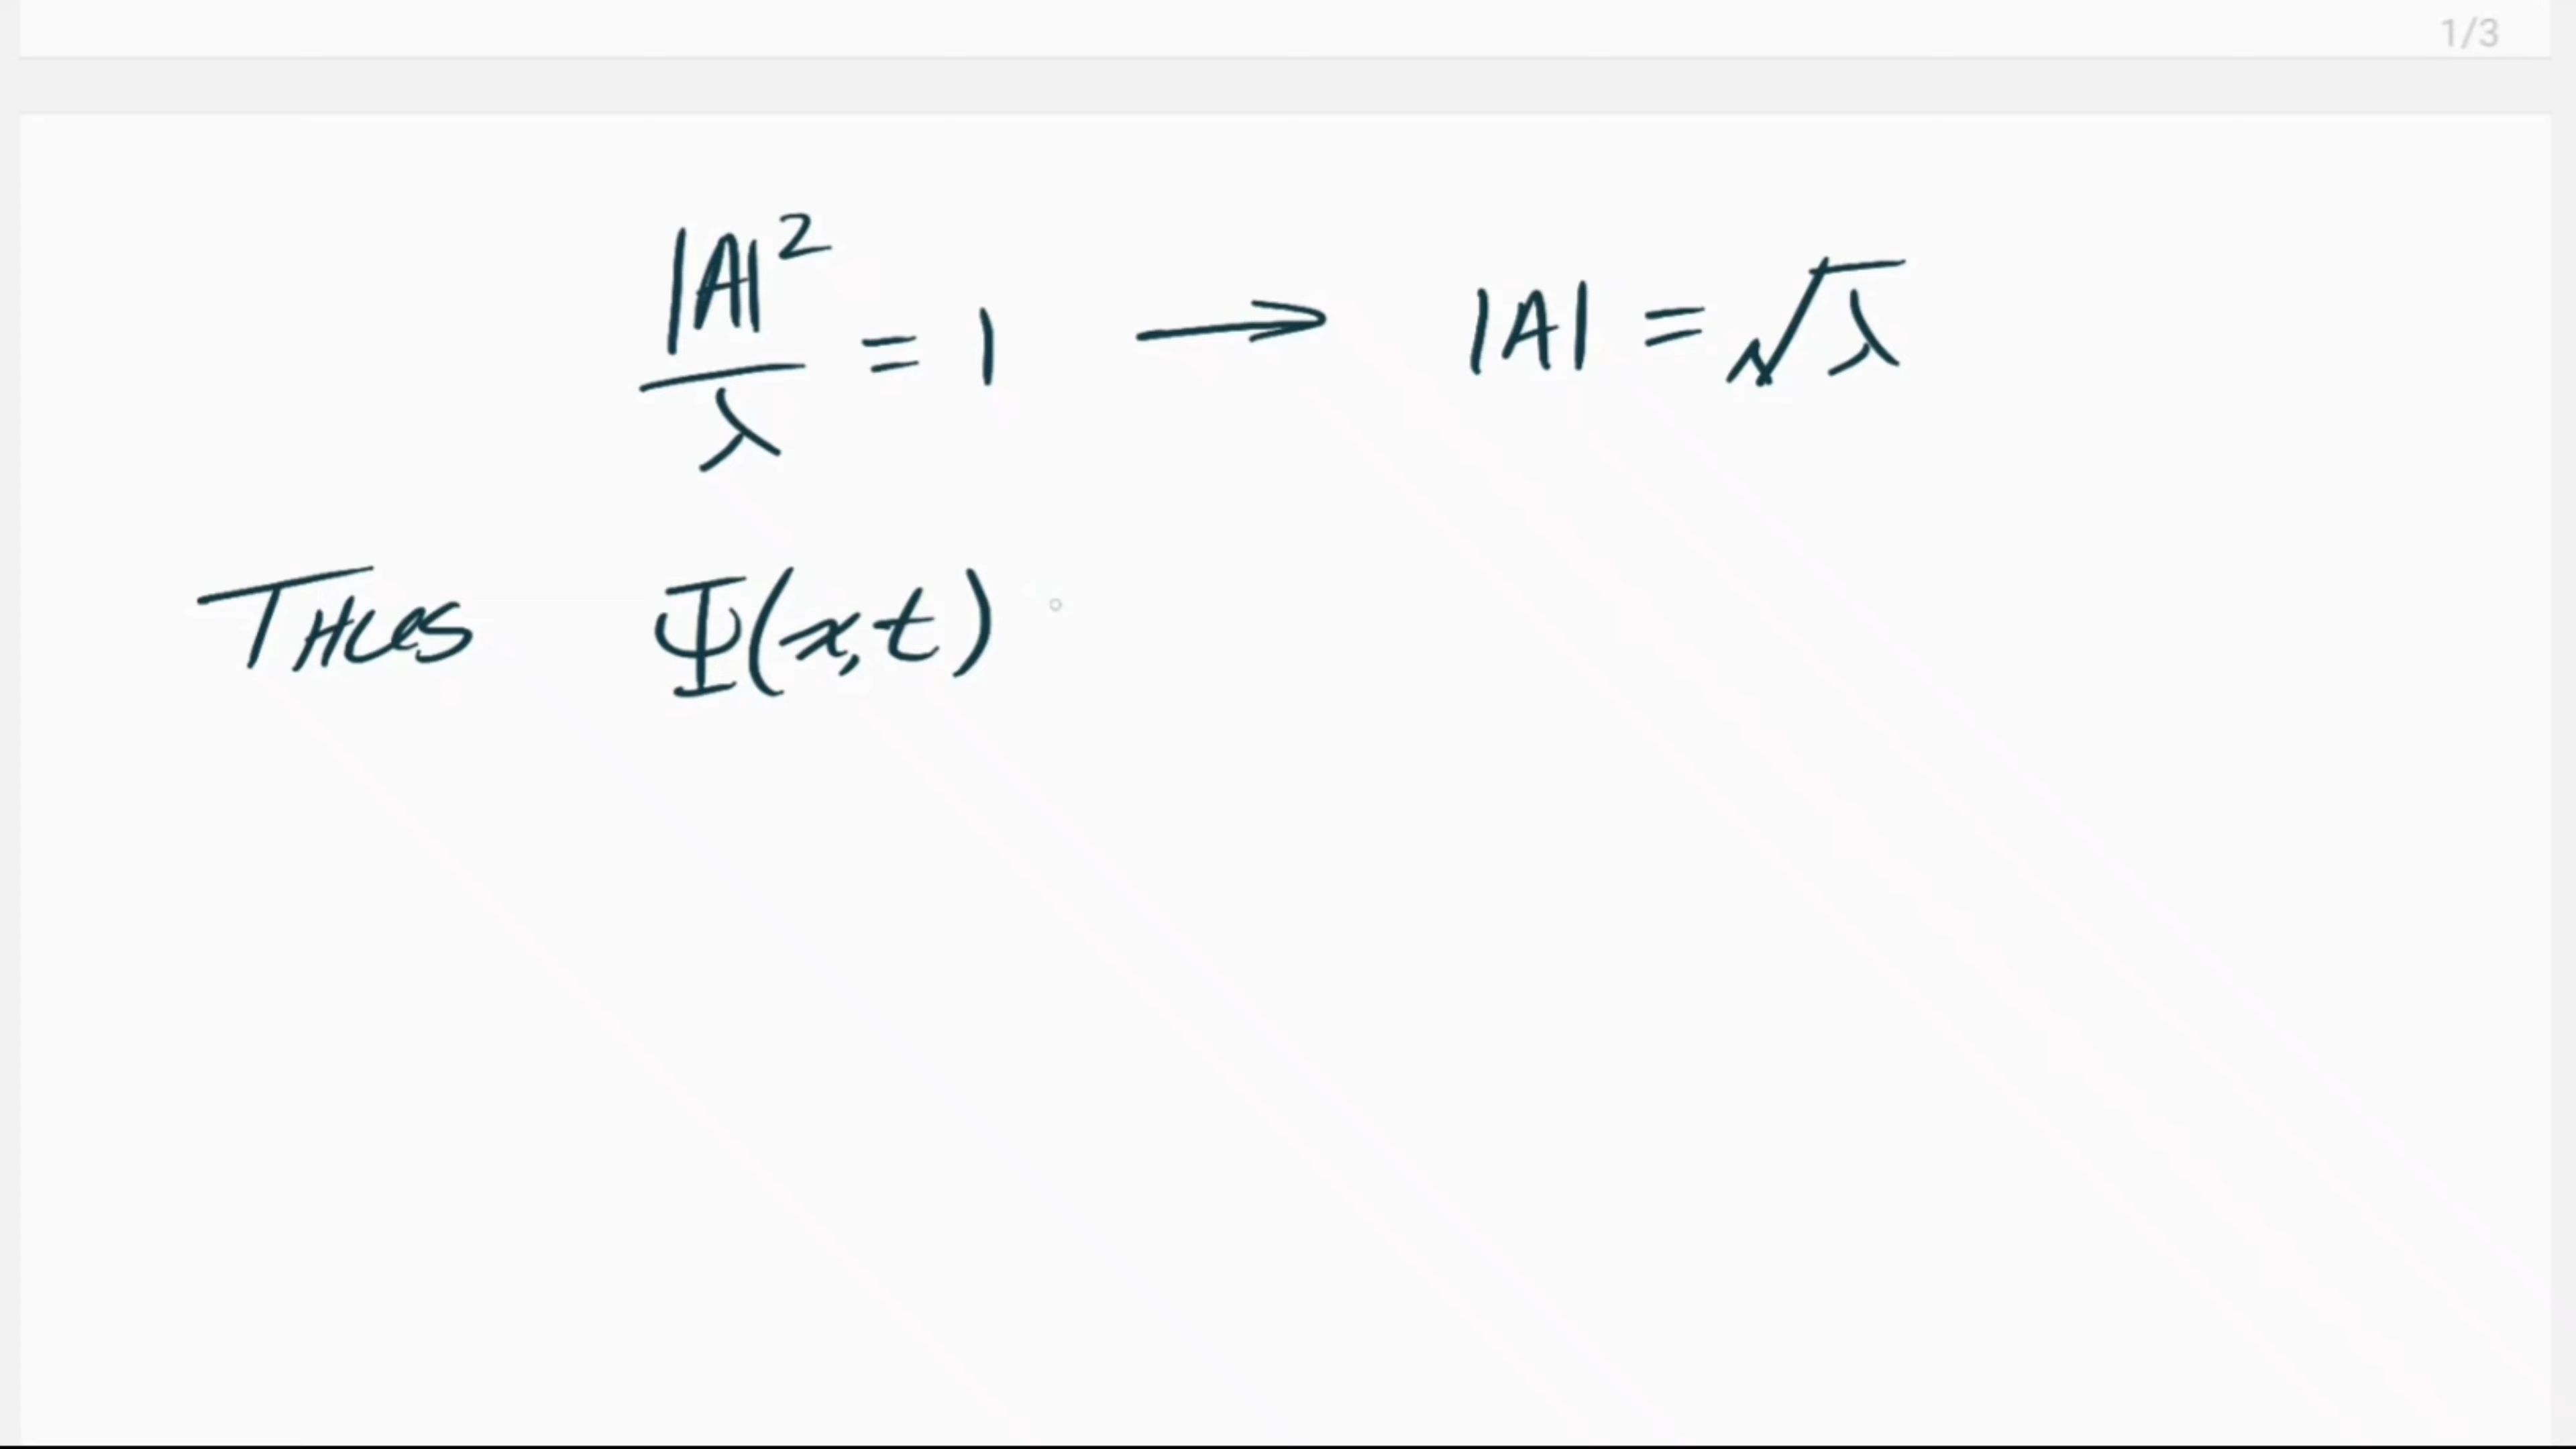 1/3
|A|²/λ = 1 → |A| = √λ
THUS Ψ(x,t)